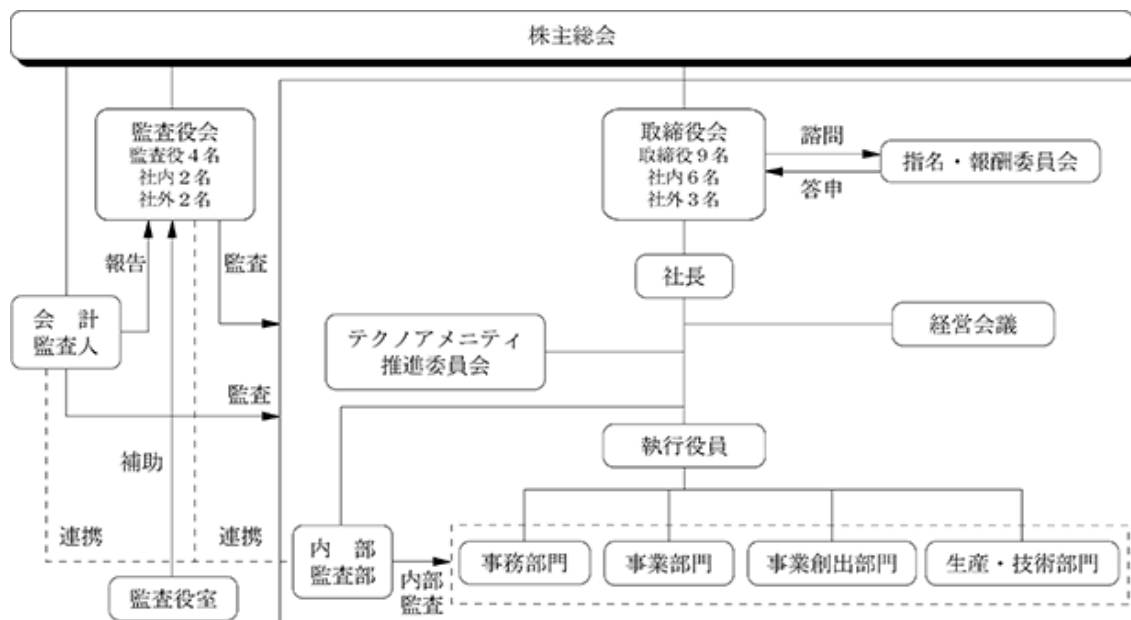 株主総会
監査役会
監査役4名
社内2名
社外2名
取締役会
取締役9名
社内6名
社外3名
諮問
答申
指名・報酬委員会
報告
監査
社長
会　計
監査人
テクノアメニティ
推進委員会
経営会議
監査
執行役員
補助
連携
連携
内　部
監査部
内部
監査
事務部門
事業部門
事業創出部門
生産・技術部門
監査役室